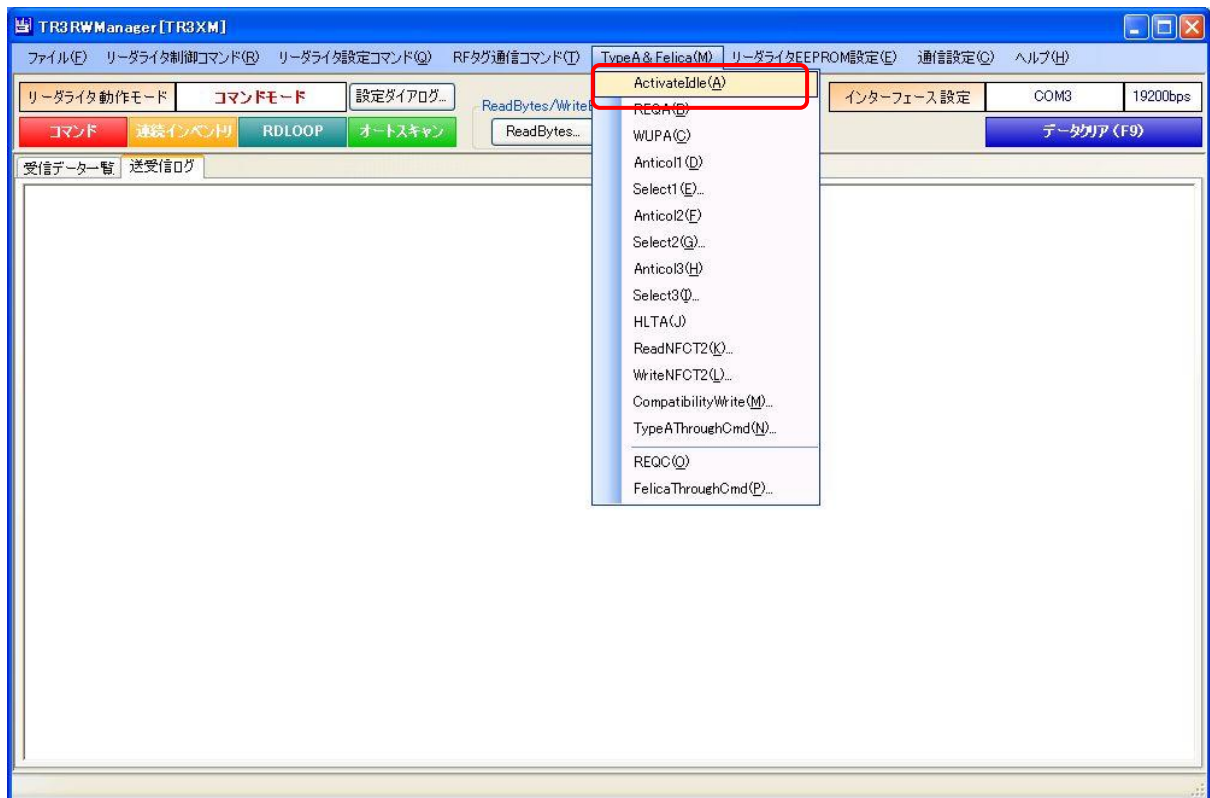 TR3RWManager[TR3XM]
ファイル(F) リーダライタ制御コマンド(R) リーダライタ設定コマンド(Q) RFタグ通信コマンド(T) TypeA & Felica(M) リーダライタEEPROM設定(E) 通信設定(C) ヘルプ(H)
リーダライタ動作モード コマンドモード 設定ダイアログ... ReadBytes/Write インターフェース設定 COM3 19200bps
コマンド 連続インベントリ RDLOOP オートスキャン ReadBytes... データクリア(F9)
受信データ一覧 送受信ログ
ActivateIdle(A)
REQA(B)
WUPA(C)
Anticol1(D)
Select1(E)...
Anticol2(F)
Select2(G)...
Anticol3(H)
Select3(I)...
HLTA(J)
ReadNFCT2(K)...
WriteNFCT2(L)...
CompatibilityWrite(M)...
TypeAThroughCmd(N)...
REQC(O)
FelicaThroughCmd(P)...